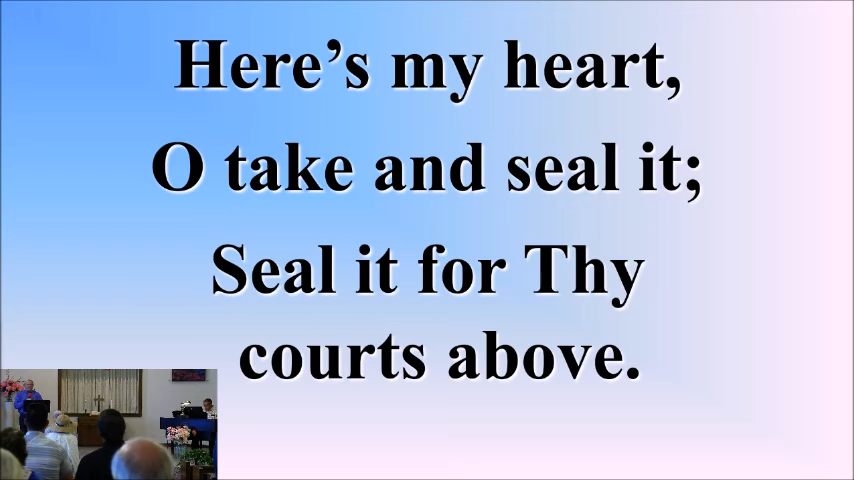 Here’s my heart,
O take and seal it;
Seal it for Thy
courts above.